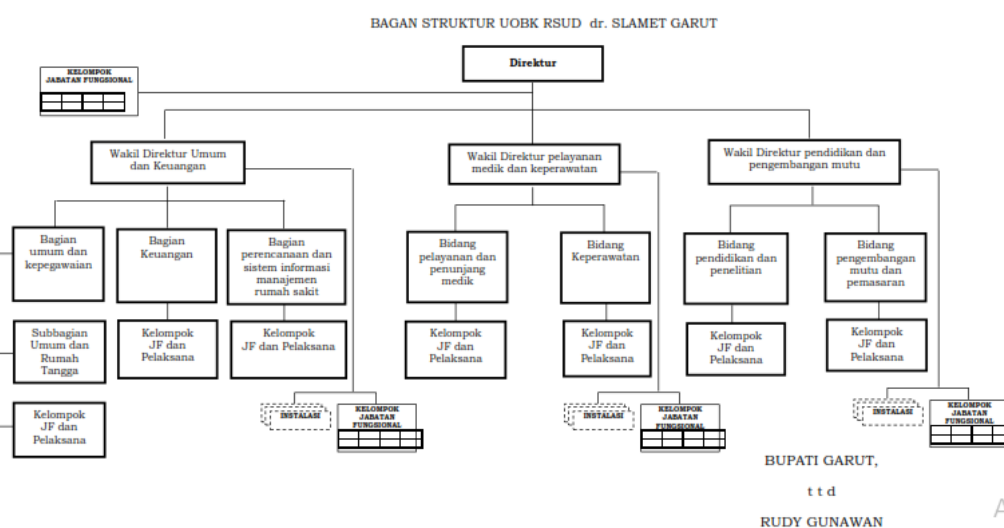 BAGAN STRUKTUR UOBK RSUD dr. SLAMET GARUT
Direktur
KELOMPOK
JABATAN FUNGSIONAL
Wakil Direktur Umum
dan Keuangan
Wakil Direktur pelayanan
medik dan keperawatan
Wakil Direktur pendidikan dan
pengembangan mutu
Bagian
umum dan
kepegawaian
Bagian
Keuangan
Bagian
perencanaan dan
sistem informasi
manajemen
rumah sakit
Bidang
pelayanan dan
penunjang
medik
Bidang
Keperawatan
Bidang
pendidikan dan
penelitian
Bidang
pengembangan
mutu dan
pemasaran
Subbagian
Umum dan
Rumah
Tangga
Kelompok
JF dan
Pelaksana
Kelompok
JF dan Pelaksana
Kelompok
JF dan
Pelaksana
Kelompok
JF dan
Pelaksana
Kelompok
JF dan
Pelaksana
Kelompok
JF dan
Pelaksana
Kelompok
JF dan
Pelaksana
INSTALASI
KELOMPOK
JABATAN
FUNGSIONAL
INSTALASI
KELOMPOK
JABATAN
FUNGSIONAL
INSTALASI
KELOMPOK
JABATAN
FUNGSIONAL
BUPATI GARUT,
t t d
RUDY GUNAWAN